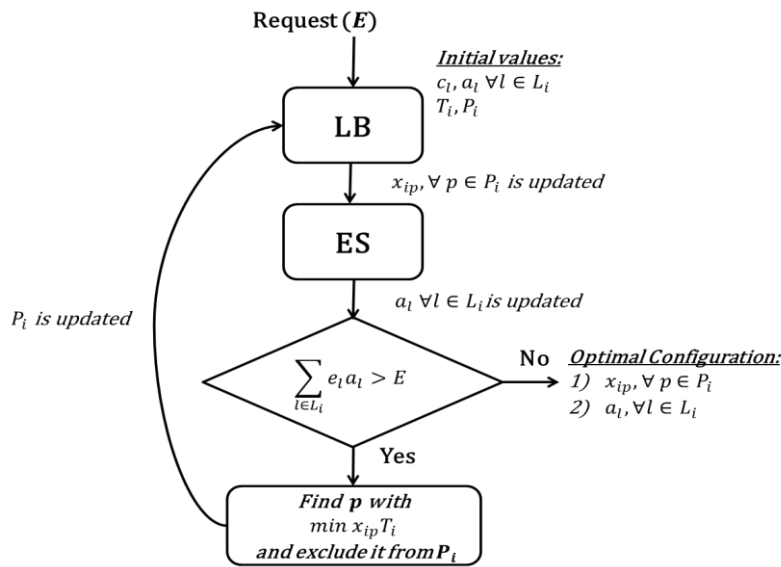 Request (E)
Initial values:
c_l, a_l ∀l ∈ L_i
T_i, P_i
LB
x_ip, ∀ p ∈ P_i is updated
ES
a_l ∀l ∈ L_i is updated
P_i is updated
∑_{l∈L_i} e_l a_l > E
No
Optimal Configuration:
1) x_ip, ∀ p ∈ P_i
2) a_l, ∀l ∈ L_i
Yes
Find p with
min x_ip T_i
and exclude it from P_i